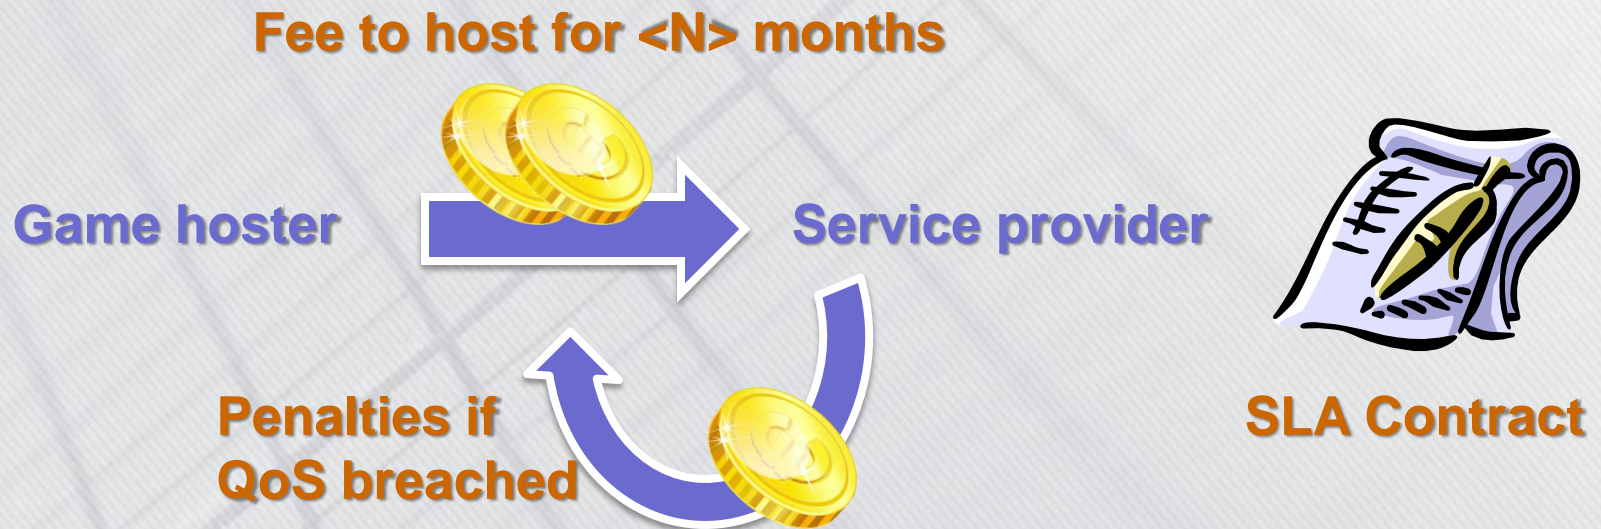 Fee to host for <N> months
Game hoster
Service provider
Penalties if
QoS breached
SLA Contract